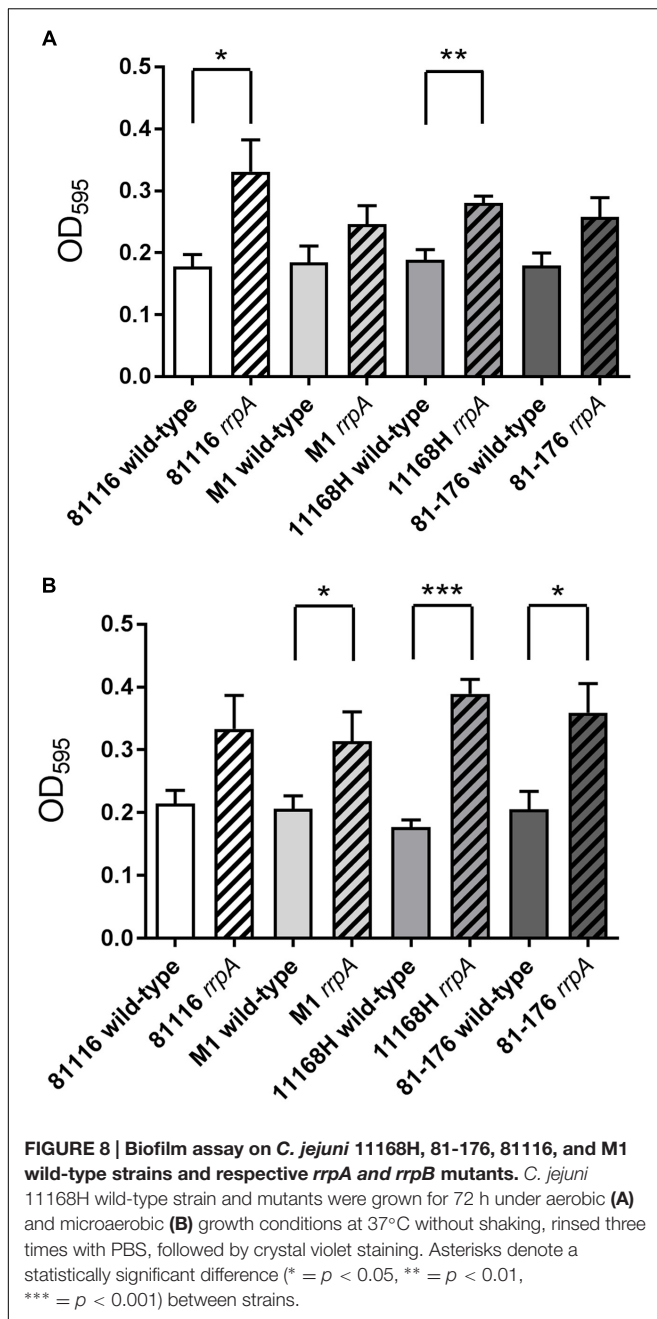 A
* **
0.5
0.4
0.3
0.2
0.1
0.0
OD595
81116 wild-type
81116 rrpA
M1 wild-type
M1 rrpA
11168H wild-type
11168H rrpA
81-176 wild-type
81-176 rrpA
B
* *** *
0.5
0.4
0.3
0.2
0.1
0.0
OD595
81116 wild-type
81116 rrpA
M1 wild-type
M1 rrpA
11168H wild-type
11168H rrpA
81-176 wild-type
81-176 rrpA
FIGURE 8 | Biofilm assay on C. jejuni 11168H, 81-176, 81116, and M1
wild-type strains and respective rrpA and rrpB mutants. C. jejuni
11168H wild-type strain and mutants were grown for 72 h under aerobic (A)
and microaerobic (B) growth conditions at 37°C without shaking, rinsed three
times with PBS, followed by crystal violet staining. Asterisks denote a
statistically significant difference (* = p < 0.05, ** = p < 0.01,
*** = p < 0.001) between strains.